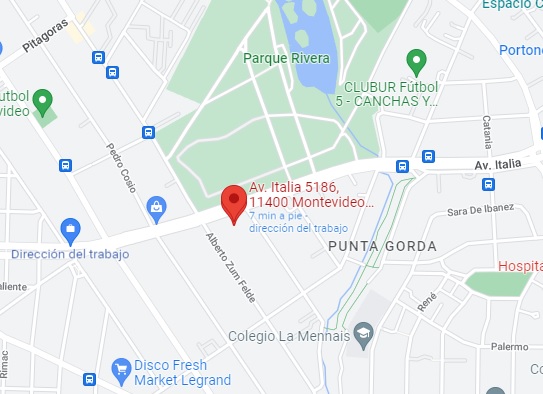 Espacio C
Pitagoras
Parque Rivera
Portone
CLUBUR Fútbol
5 - CANCHAS Y...
utbol
video
Catania
Pedro Cosio
Av. Italia
Av. Italia 5186,
11400 Montevideo...
7 min a pie -
dirección del trabajo
Sara De Ibanez
Dirección del trabajo
Alberto Zum Felde
PUNTA GORDA
Hospita
aliente
René
Colegio La Mennais
Palermo
Rimac
Disco Fresh
Market Legrand